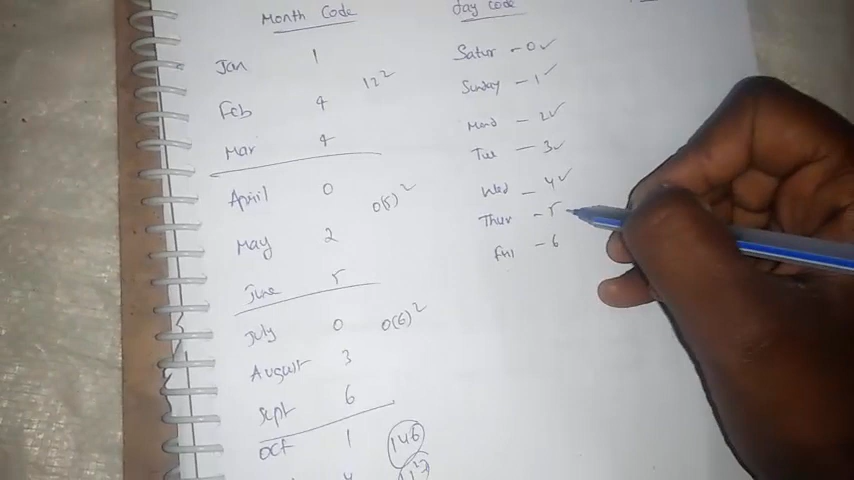 Month Code
Jan 1
Feb 4 12²
Mar 4
April 0
May 2 0(5)²
June 5
July 0 0(6)²
August 3
Sept 6
Oct 1 146
day code
Satur - 0 ✓
Sunday - 1 ✓
Mond - 2 ✓
Tue - 3 ✓
Wed - 4 ✓
Thur - 5
Fri - 6